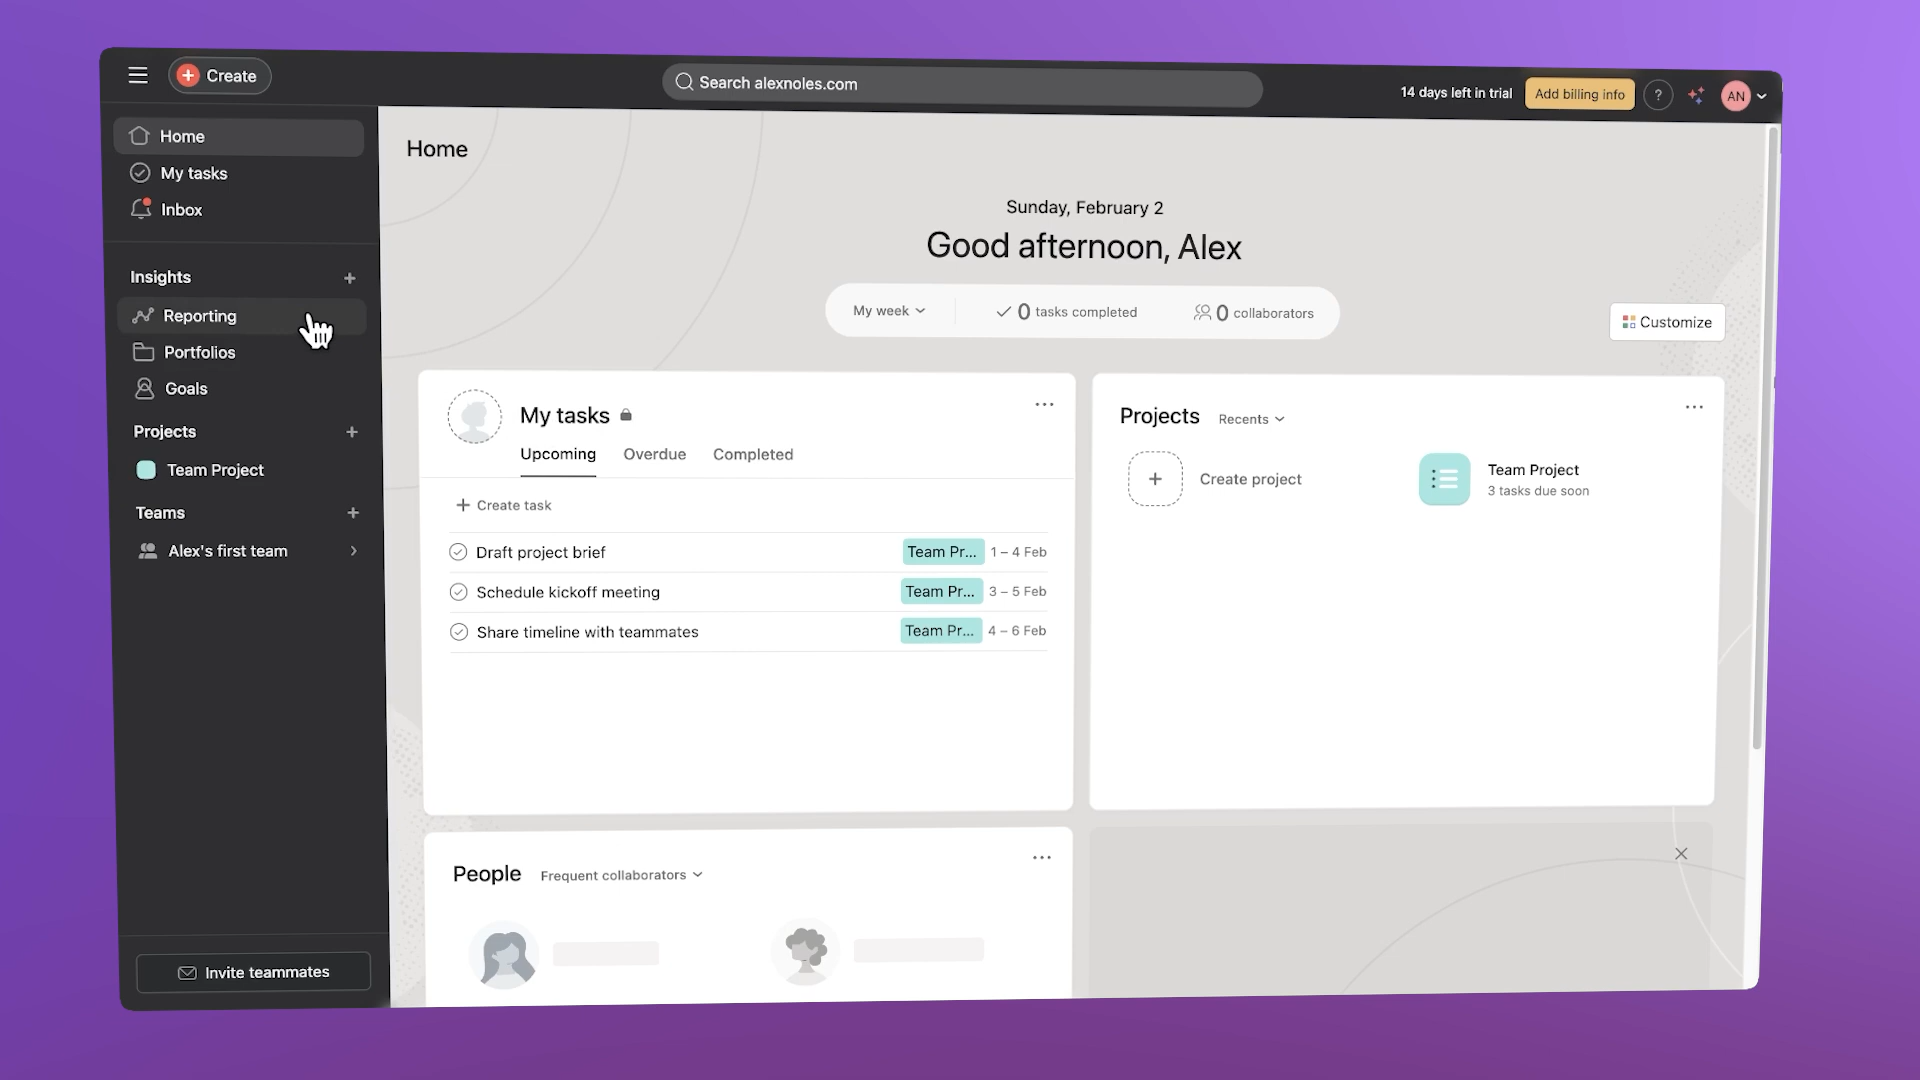 Create
Search alexnoles.com
14 days left in trial
Add billing info
?
AN
Home
My tasks
Inbox
Insights
Reporting
Portfolios
Goals
Projects
Team Project
Teams
Alex's first team
Invite teammates
Home
Sunday, February 2
Good afternoon, Alex
My week
0 tasks completed
0 collaborators
Customize
My tasks
Upcoming Overdue Completed
Create task
Draft project brief Team Pr... 1 – 4 Feb
Schedule kickoff meeting Team Pr... 3 – 5 Feb
Share timeline with teammates Team Pr... 4 – 6 Feb
Projects Recents
Create project
Team Project
3 tasks due soon
People Frequent collaborators